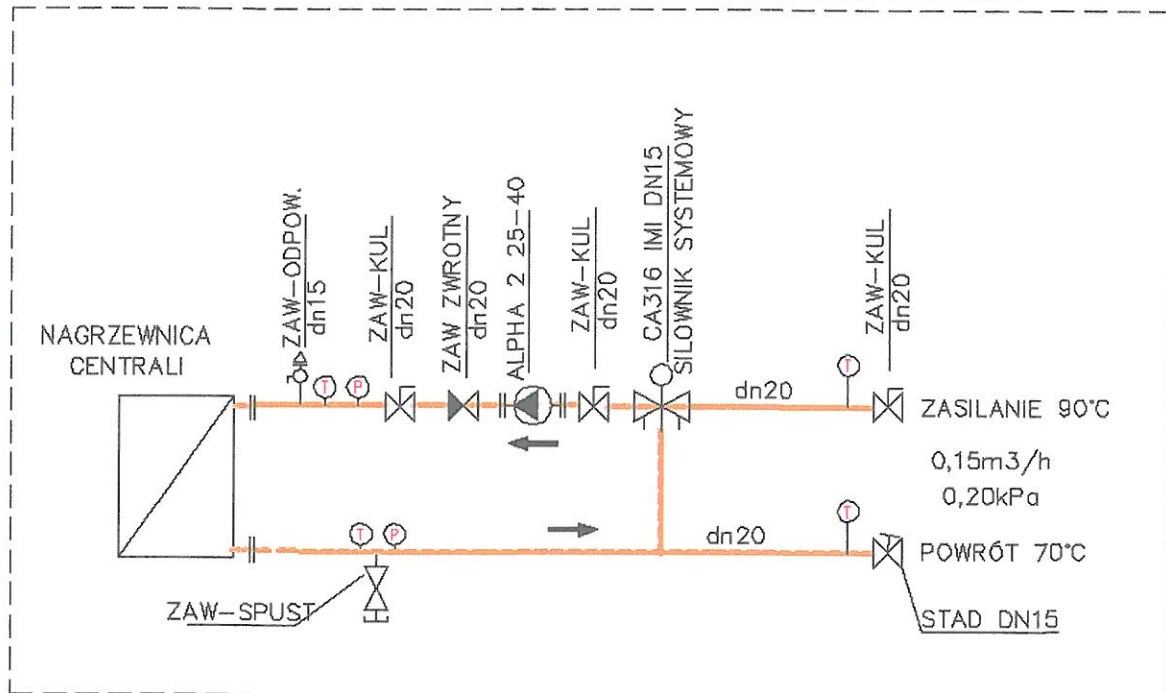 ZAW-ODPOW.
dn15
ZAW-KUL
dn20
ZAW ZWROTNY
dn20
ALPHA 2 25-40
ZAW-KUL
dn20
CA316 IMI DN15
SILOWNIK SYSTEMOWY
ZAW-KUL
dn20
NAGRZEWNICA
CENTRALI
T
P
T
dn20
ZASILANIE 90°C
0,15m3/h
0,20kPa
T
P
T
dn20
POWRÓT 70°C
ZAW-SPUST
STAD DN15